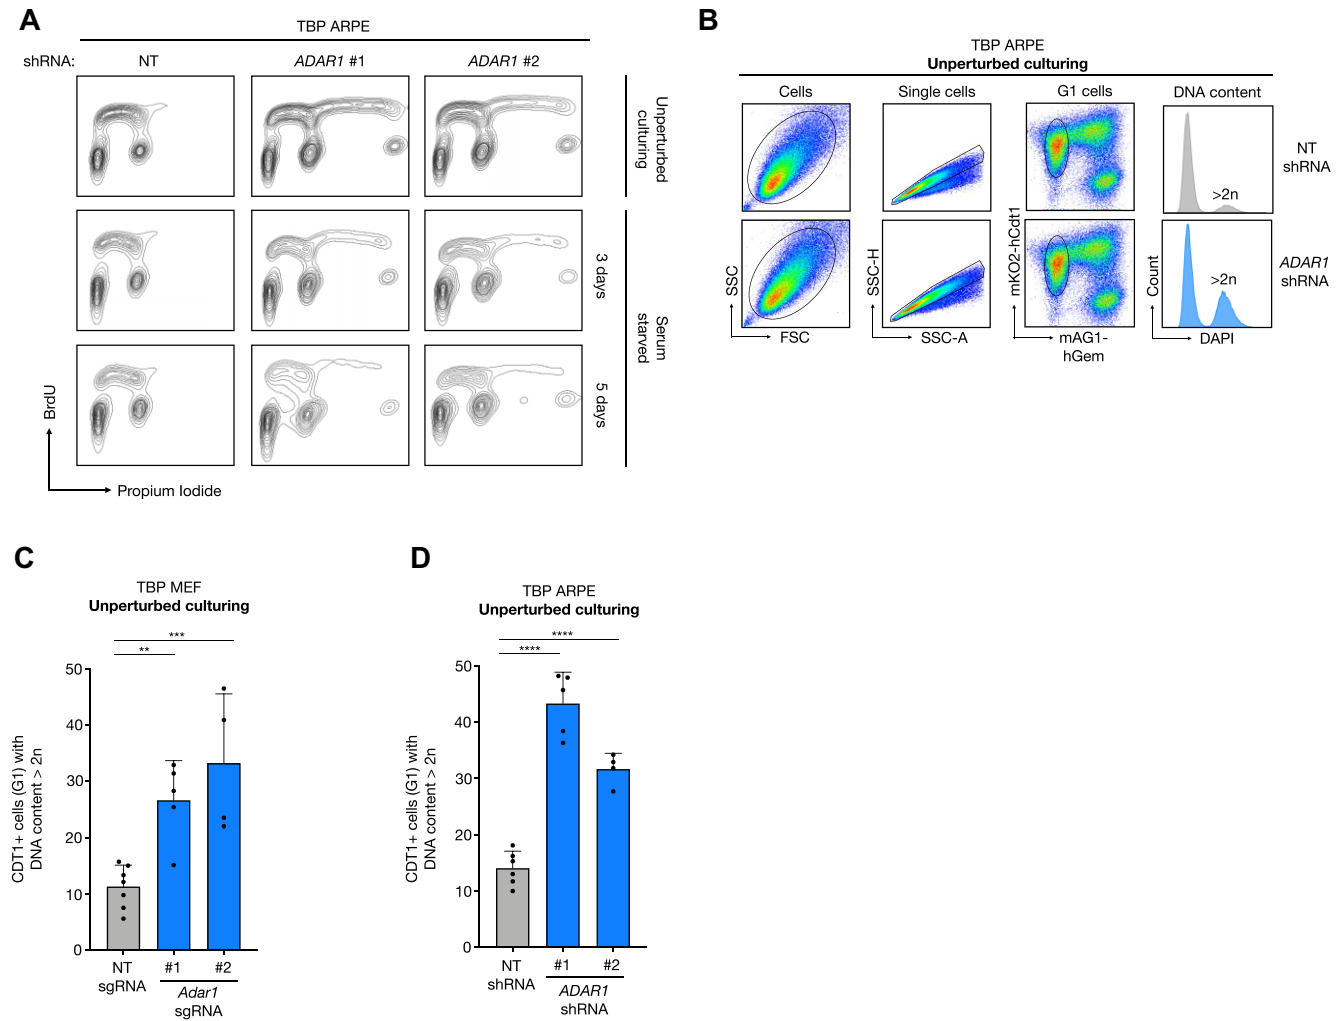 A
TBP ARPE
shRNA:
NT
ADAR1 #1
ADAR1 #2
Unperturbed
culturing
3 days
Serum
starved
5 days
BrdU
Propium Iodide
B
TBP ARPE
Unperturbed culturing
Cells
Single cells
G1 cells
DNA content
>2n
NT
shRNA
>2n
ADAR1
shRNA
SSC
FSC
SSC-H
SSC-A
mKO2-hCdt1
mAG1-
hGem
Count
DAPI
C
TBP MEF
Unperturbed culturing
***
**
CDT1+ cells (G1) with
DNA content > 2n
50
40
30
20
10
0
NT
sgRNA
#1
#2
Adar1
sgRNA
D
TBP ARPE
Unperturbed culturing
****
****
CDT1+ cells (G1) with
DNA content > 2n
50
40
30
20
10
0
NT
shRNA
#1
#2
ADAR1
shRNA